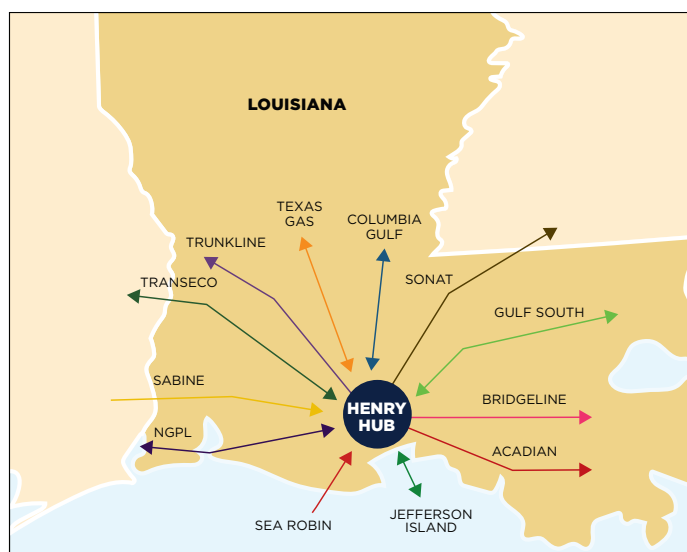 LOUISIANA
TEXAS
GAS
COLUMBIA
GULF
TRUNKLINE
TRANSECO
SONAT
GULF SOUTH
SABINE
HENRY
HUB
BRIDGELINE
NGPL
ACADIAN
SEA ROBIN
JEFFERSON
ISLAND